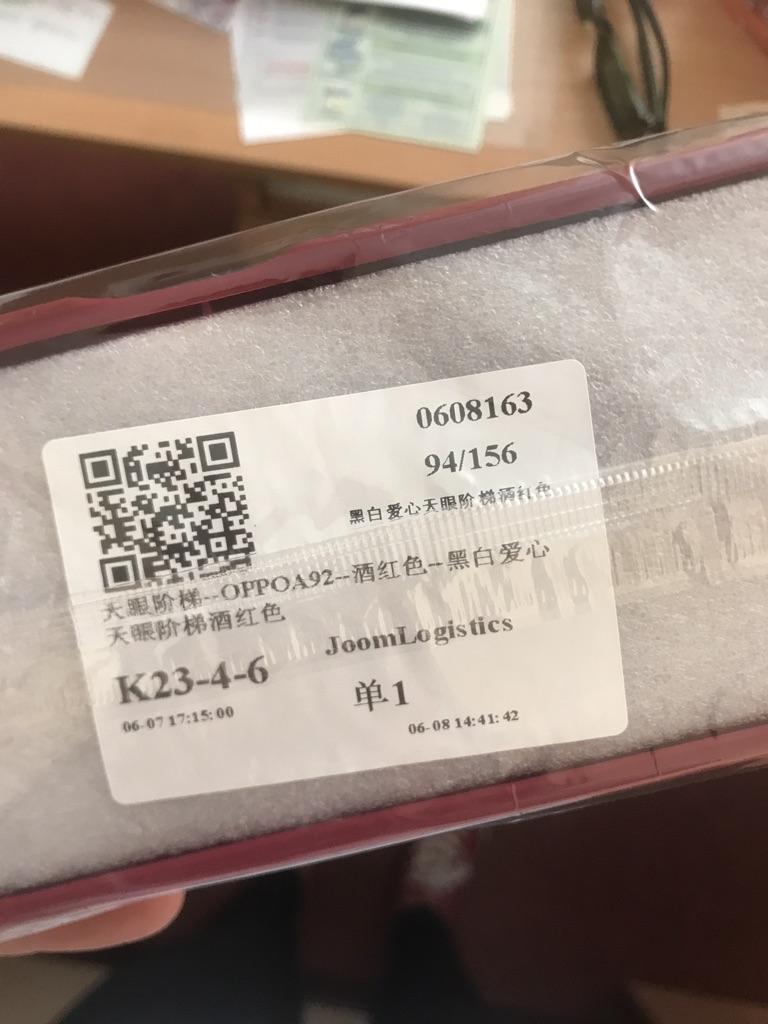 0608163
94/156
黑白爱心天眼阶梯酒红色
天眼阶梯--OPPOA92--酒红色--黑白爱心
天眼阶梯酒红色
JoomLogistics
K23-4-6
单1
06-07 17:15:00
06-08 14:41:42